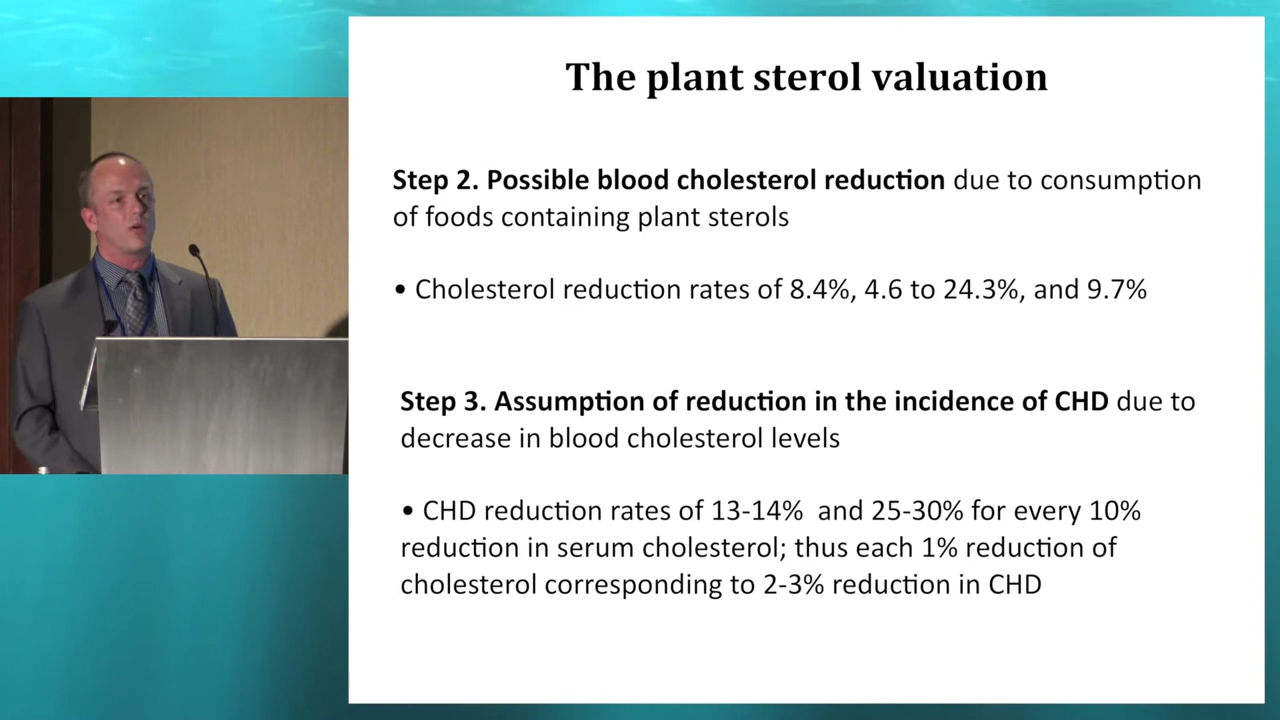 The plant sterol valuation
Step 2. Possible blood cholesterol reduction due to consumption
of foods containing plant sterols
• Cholesterol reduction rates of 8.4%, 4.6 to 24.3%, and 9.7%
Step 3. Assumption of reduction in the incidence of CHD due to
decrease in blood cholesterol levels
• CHD reduction rates of 13-14%  and 25-30% for every 10%
reduction in serum cholesterol; thus each 1% reduction of
cholesterol corresponding to 2-3% reduction in CHD